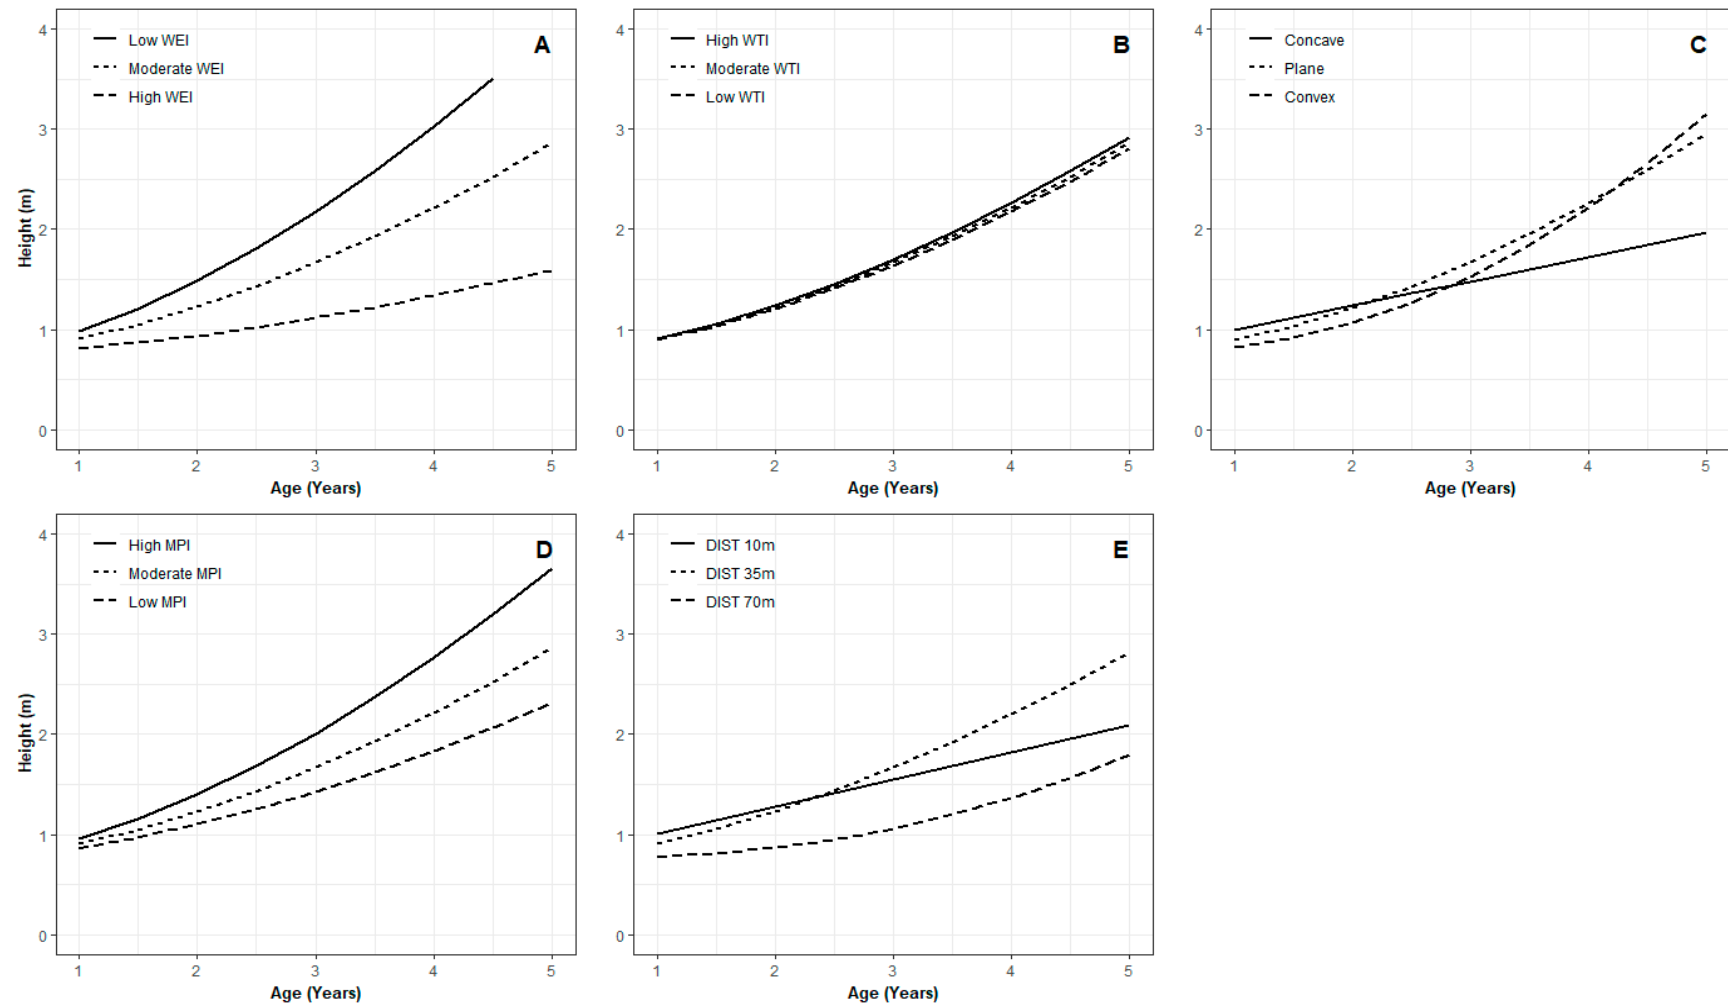 Low WEI
Moderate WEI
High WEI
A
4
3
2
1
0
Height (m)
1 2 3 4 5
Age (Years)
High WTI
Moderate WTI
Low WTI
B
4
3
2
1
0
1 2 3 4 5
Age (Years)
Concave
Plane
Convex
C
4
3
2
1
0
1 2 3 4 5
Age (Years)
High MPI
Moderate MPI
Low MPI
D
4
3
2
1
0
Height (m)
1 2 3 4 5
Age (Years)
DIST 10m
DIST 35m
DIST 70m
E
4
3
2
1
0
1 2 3 4 5
Age (Years)